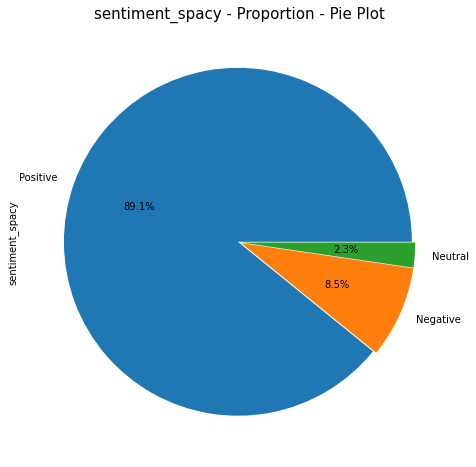 sentiment_spacy - Proportion - Pie Plot
Positive
89.1%
sentiment_spacy
2.3%
Neutral
8.5%
Negative